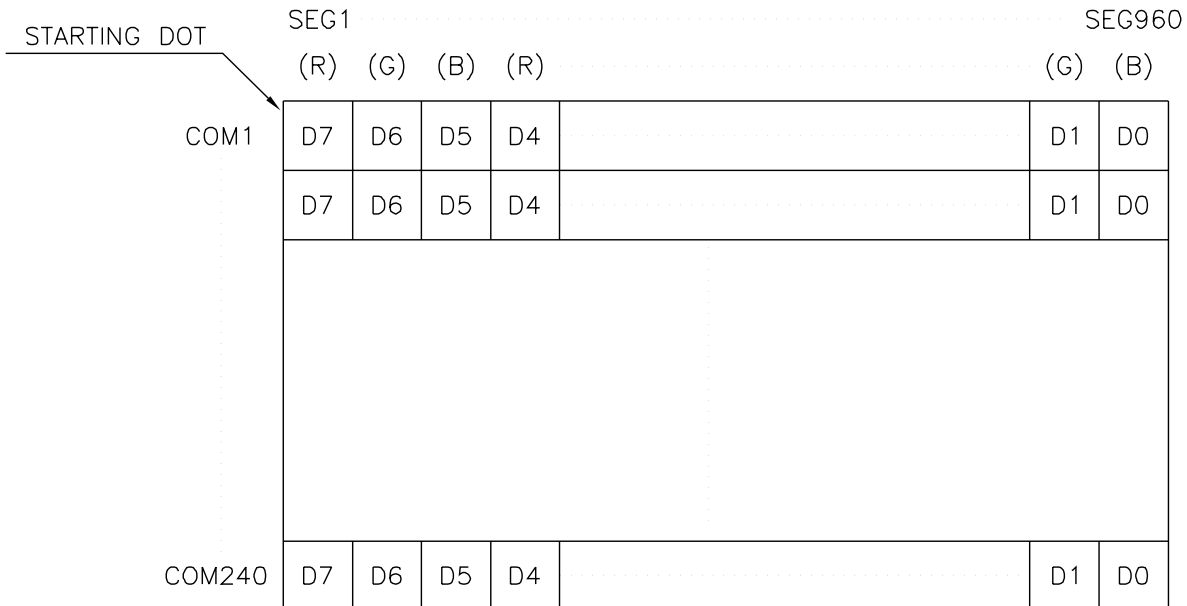 SEG1 SEG960
STARTING DOT
(R) (G) (B) (R) (G) (B)
COM1 D7 D6 D5 D4 D1 D0
D7 D6 D5 D4 D1 D0
COM240 D7 D6 D5 D4 D1 D0